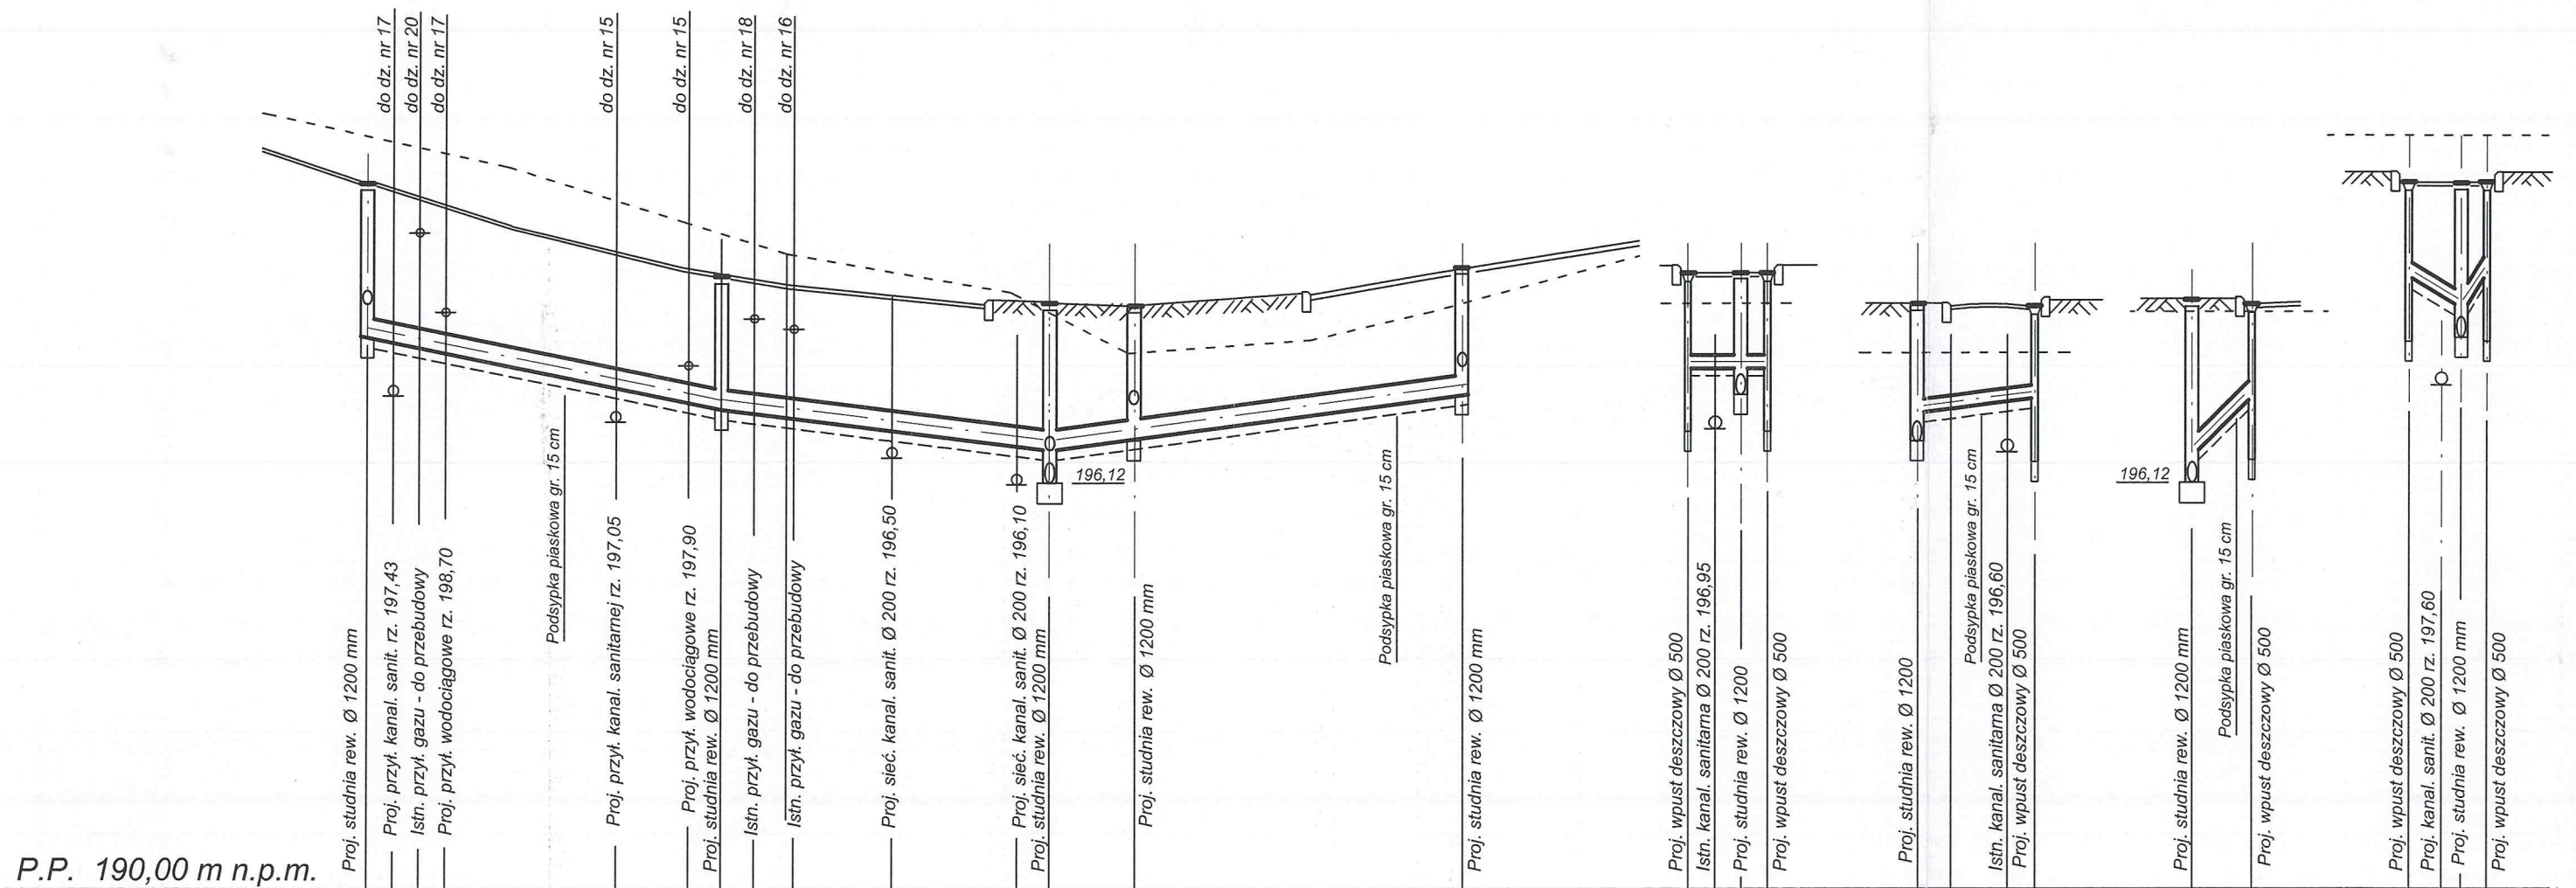 do dz. nr 17
do dz. nr 20
do dz. nr 17
do dz. nr 15
do dz. nr 15
do dz. nr 18
do dz. nr 16
Proj. studnia rew. Ø 1200 mm
Proj. przył. kanal. sanit. rz. 197,43
Istn. przył. gazu - do przebudowy
Proj. przył. wodociągowe rz. 198,70
Podsypka piaskowa gr. 15 cm
Proj. przył. kanal. sanitarnej rz. 197,05
Proj. przył. wodociągowe rz. 197,90
Proj. studnia rew. Ø 1200 mm
Istn. przył. gazu - do przebudowy
Istn. przył. gazu - do przebudowy
Proj. sieć. kanal. sanit. Ø 200 rz. 196,50
Proj. sieć. kanal. sanit. Ø 200 rz. 196,10
Proj. studnia rew. Ø 1200 mm
196,12
Proj. studnia rew. Ø 1200 mm
Podsypka piaskowa gr. 15 cm
Proj. studnia rew. Ø 1200 mm
Proj. wpust deszczowy Ø 500
Istn. kanal. sanitarna Ø 200 rz. 196,95
Proj. studnia rew. Ø 1200
Proj. wpust deszczowy Ø 500
Proj. studnia rew. Ø 1200
Podsypka piaskowa gr. 15 cm
Istn. kanal. sanitarna Ø 200 rz. 196,60
Proj. wpust deszczowy Ø 500
196,12
Proj. studnia rew. Ø 1200 mm
Podsypka piaskowa gr. 15 cm
Proj. wpust deszczowy Ø 500
Proj. wpust deszczowy Ø 500
Proj. kanal. sanit. Ø 200 rz. 197,60
Proj. studnia rew. Ø 1200 mm
Proj. wpust deszczowy Ø 500
P.P. 190,00 m n.p.m.